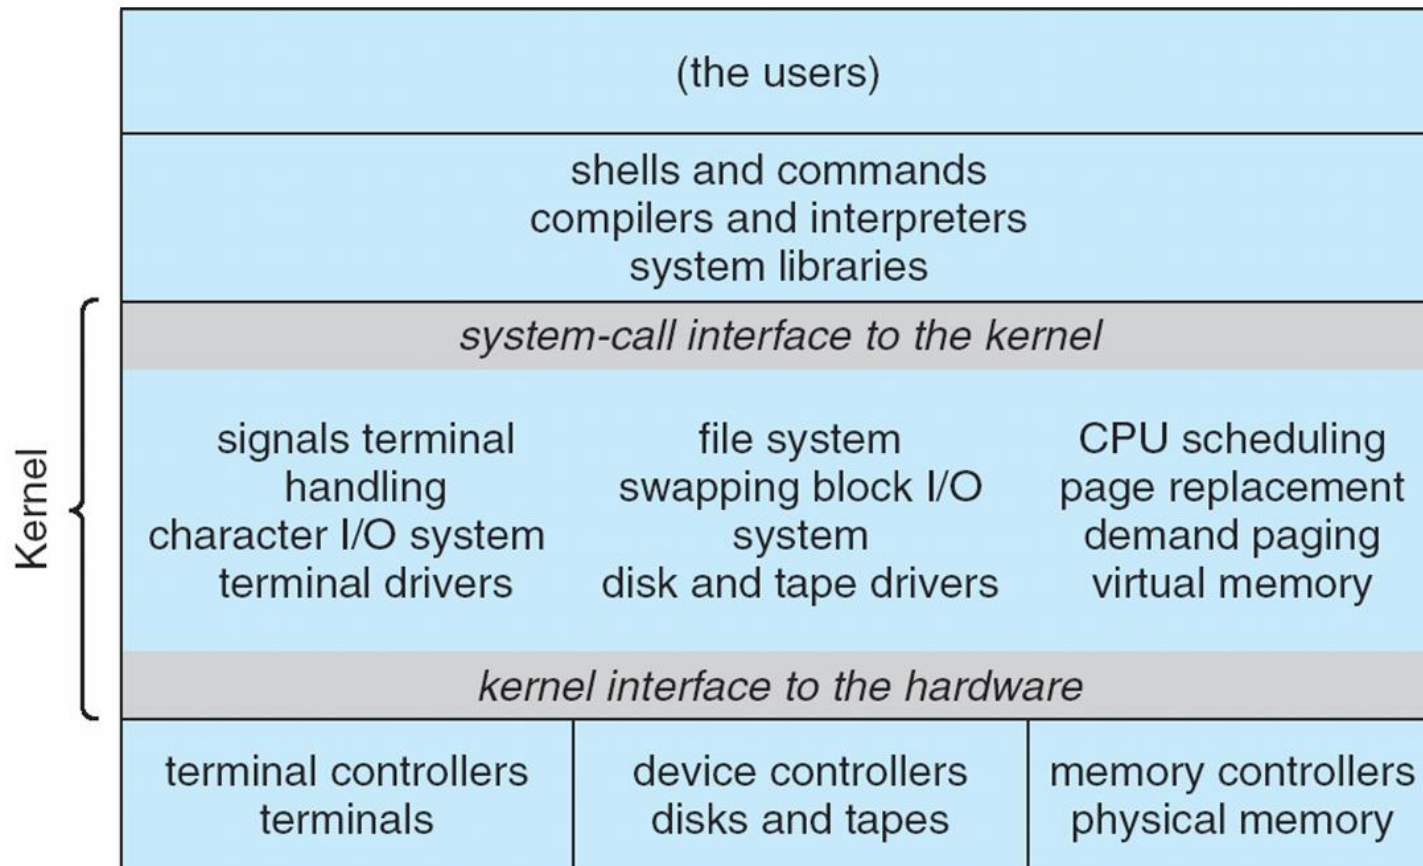 (the users)
shells and commands
compilers and interpreters
system libraries
Kernel
system-call interface to the kernel
signals terminal
handling
character I/O system
terminal drivers
file system
swapping block I/O
system
disk and tape drivers
CPU scheduling
page replacement
demand paging
virtual memory
kernel interface to the hardware
terminal controllers
terminals
device controllers
disks and tapes
memory controllers
physical memory